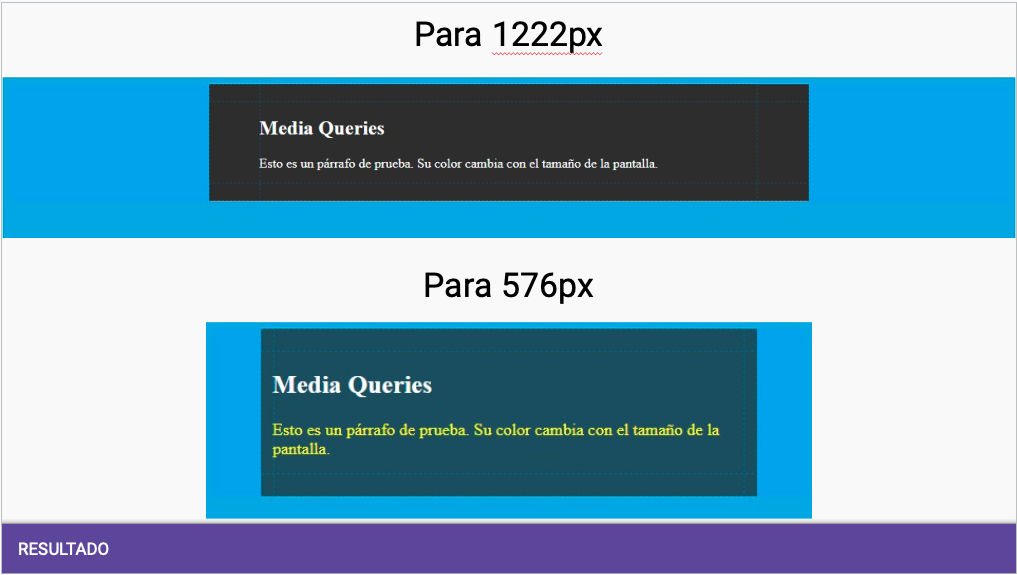 Para 1222px
Media Queries
Esto es un párrafo de prueba. Su color cambia con el tamaño de la pantalla.
Para 576px
Media Queries
Esto es un párrafo de prueba. Su color cambia con el tamaño de la
pantalla.
RESULTADO